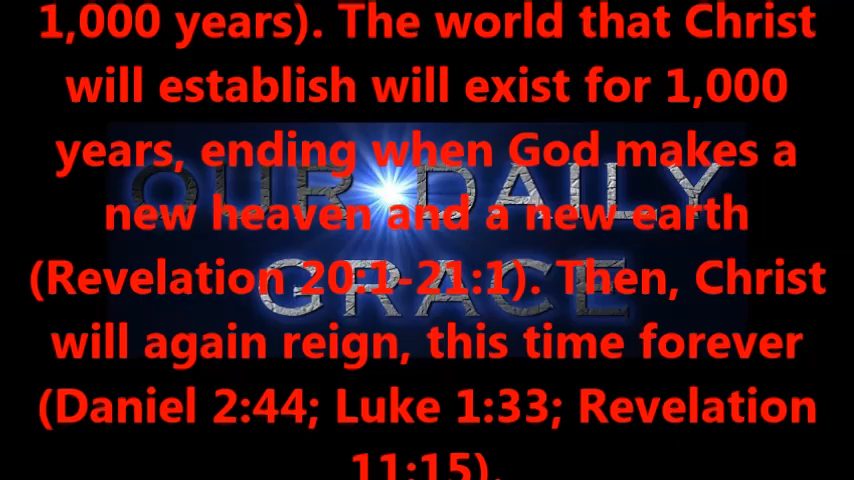 1,000 years). The world that Christ
will establish will exist for 1,000
years, ending when God makes a
new heaven and a new earth
(Revelation 20:1-21:1). Then, Christ
will again reign, this time forever
(Daniel 2:44; Luke 1:33; Revelation
11:15).
OUR DAILY
GRACE